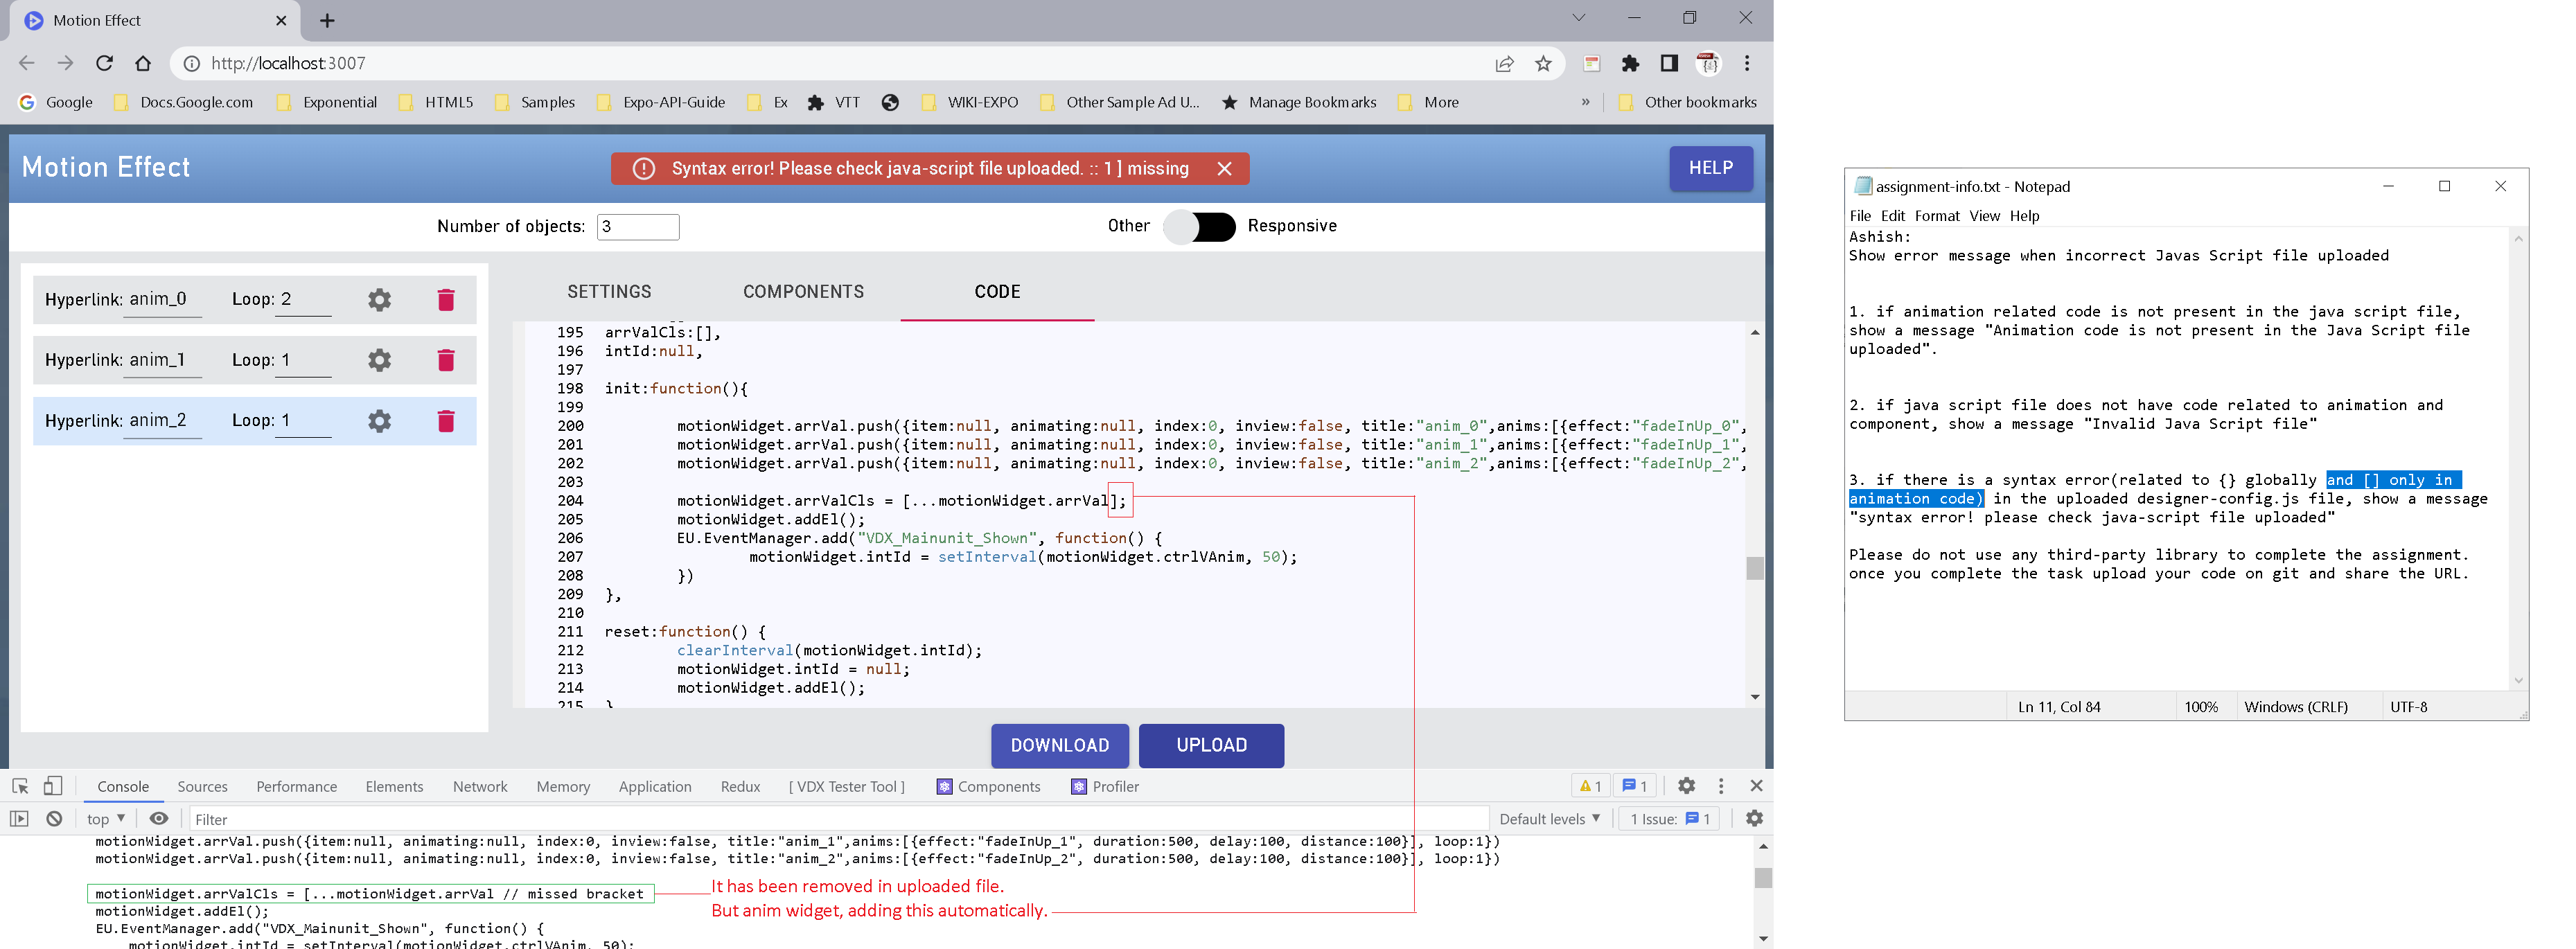 Motion Effect
http://localhost:3007
Google Docs.Google.com Exponential HTML5 Samples Expo-API-Guide Ex VTT WIKI-EXPO Other Sample Ad U... Manage Bookmarks More » Other bookmarks
Motion Effect
Syntax error! Please check java-script file uploaded. :: 1 ] missing
HELP
Number of objects: 3
Other Responsive
Hyperlink: anim_0 Loop: 2
Hyperlink: anim_1 Loop: 1
Hyperlink: anim_2 Loop: 1
SETTINGS COMPONENTS CODE
195 arrValCls:[],
196 intId:null,
197
198 init:function(){
199
200 motionWidget.arrVal.push({item:null, animating:null, index:0, inview:false, title:"anim_0",anims:[{effect:"fadeInUp_0",
201 motionWidget.arrVal.push({item:null, animating:null, index:0, inview:false, title:"anim_1",anims:[{effect:"fadeInUp_1",
202 motionWidget.arrVal.push({item:null, animating:null, index:0, inview:false, title:"anim_2",anims:[{effect:"fadeInUp_2",
203
204 motionWidget.arrValCls = [...motionWidget.arrVal];
205 motionWidget.addEl();
206 EU.EventManager.add("VDX_Mainunit_Shown", function() {
207 motionWidget.intId = setInterval(motionWidget.ctrlVAnim, 50);
208 })
209 },
210
211 reset:function() {
212 clearInterval(motionWidget.intId);
213 motionWidget.intId = null;
214 motionWidget.addEl();
215 }
DOWNLOAD UPLOAD
Console Sources Performance Elements Network Memory Application Redux [ VDX Tester Tool ] Components Profiler 1 1
top ▼ Filter Default levels ▼ 1 Issue: 1
motionWidget.arrVal.push({item:null, animating:null, index:0, inview:false, title:"anim_1",anims:[{effect:"fadeInUp_1", duration:500, delay:100, distance:100}], loop:1})
motionWidget.arrVal.push({item:null, animating:null, index:0, inview:false, title:"anim_2",anims:[{effect:"fadeInUp_2", duration:500, delay:100, distance:100}], loop:1})
motionWidget.arrValCls = [...motionWidget.arrVal // missed bracket
It has been removed in uploaded file.
But anim widget, adding this automatically.
motionWidget.addEl();
EU.EventManager.add("VDX_Mainunit_Shown", function() {
motionWidget.intId = setInterval(motionWidget.ctrlVAnim, 50);
assignment-info.txt - Notepad
File Edit Format View Help
Ashish:
Show error message when incorrect Javas Script file uploaded
1. if animation related code is not present in the java script file,
show a message "Animation code is not present in the Java Script file
uploaded".
2. if java script file does not have code related to animation and
component, show a message "Invalid Java Script file"
3. if there is a syntax error(related to {} globally and [] only in
animation code) in the uploaded designer-config.js file, show a message
"syntax error! please check java-script file uploaded"
Please do not use any third-party library to complete the assignment.
once you complete the task upload your code on git and share the URL.
Ln 11, Col 84 100% Windows (CRLF) UTF-8